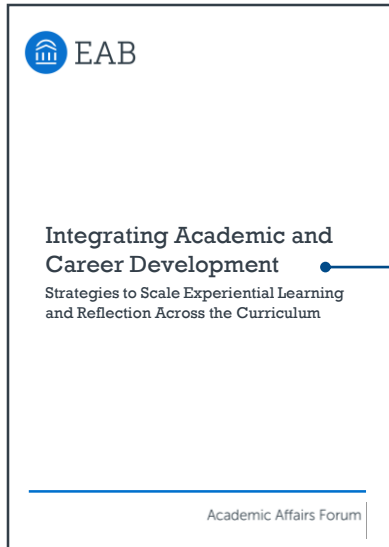 EAB
Integrating Academic and
Career Development
Strategies to Scale Experiential Learning
and Reflection Across the Curriculum
Academic Affairs Forum